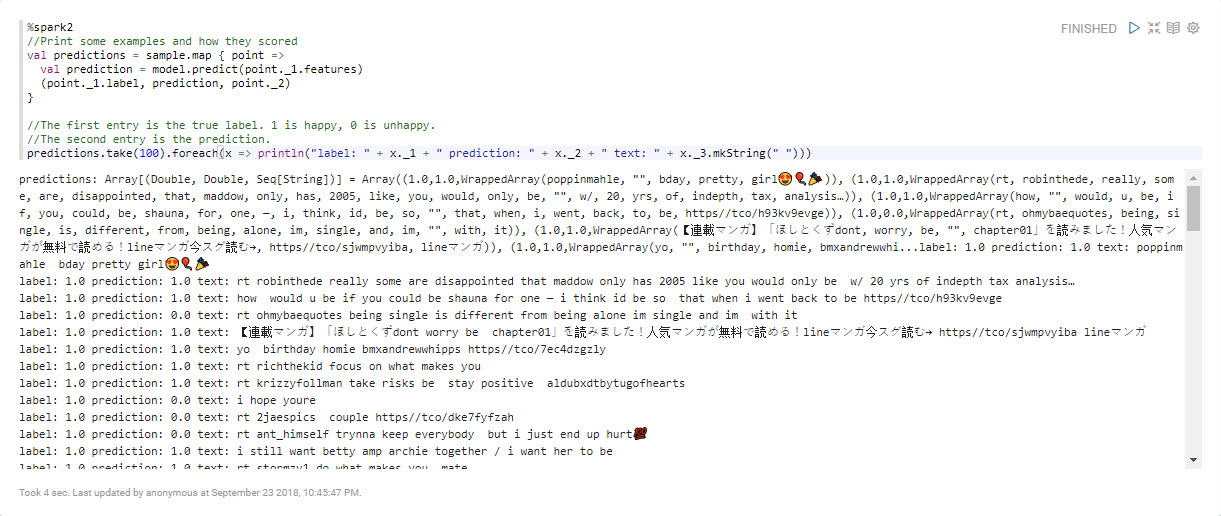 %spark2
FINISHED
//Print some examples and how they scored
val predictions = sample.map { point =>
  val prediction = model.predict(point._1.features)
  (point._1.label, prediction, point._2)
}

//The first entry is the true label. 1 is happy, 0 is unhappy.
//The second entry is the prediction.
predictions.take(100).foreach(x => println("label: " + x._1 + " prediction: " + x._2 + " text: " + x._3.mkString(" ")))
predictions: Array[(Double, Double, Seq[String])] = Array((1.0,1.0,WrappedArray(poppinmahle, "", bday, pretty, girl😍🎈🎉)), (1.0,1.0,WrappedArray(rt, robinthede, really, som
e, are, disappointed, that, maddow, only, has, 2005, like, you, would, only, be, "", w/, 20, yrs, of, indepth, tax, analysis…)), (1.0,1.0,WrappedArray(how, "", would, u, be, i
f, you, could, be, shauna, for, one, —, i, think, id, be, so, "", that, when, i, went, back, to, be, https//tco/h93kv9evge)), (1.0,0.0,WrappedArray(rt, ohmybaequotes, being, si
ngle, is, different, from, being, alone, im, single, and, im, "", with, it)), (1.0,1.0,WrappedArray(【連載マンガ】「ほしとくずdont, worry, be, "", chapter01」を読みました！人気マン
ガが無料で読める！lineマンガ今スグ読む→, https//tco/sjwmpvyiba, lineマンガ)), (1.0,1.0,WrappedArray(yo, "", birthday, homie, bmxandrewwhi...label: 1.0 prediction: 1.0 text: poppinm
ahle  bday pretty girl😍🎈🎉
label: 1.0 prediction: 1.0 text: rt robinthede really some are disappointed that maddow only has 2005 like you would only be  w/ 20 yrs of indepth tax analysis…
label: 1.0 prediction: 1.0 text: how  would u be if you could be shauna for one — i think id be so  that when i went back to be https//tco/h93kv9evge
label: 1.0 prediction: 0.0 text: rt ohmybaequotes being single is different from being alone im single and im  with it
label: 1.0 prediction: 1.0 text: 【連載マンガ】「ほしとくずdont worry be  chapter01」を読みました！人気マンガが無料で読める！lineマンガ今スグ読む→ https//tco/sjwmpvyiba lineマンガ
label: 1.0 prediction: 1.0 text: yo  birthday homie bmxandrewwhipps https//tco/7ec4dzgzly
label: 1.0 prediction: 1.0 text: rt richthekid focus on what makes you
label: 1.0 prediction: 1.0 text: rt krizzyfollman take risks be  stay positive  aldubxdtbytugofhearts
label: 1.0 prediction: 0.0 text: i hope youre
label: 1.0 prediction: 0.0 text: rt 2jaespics  couple https//tco/dke7fyfzah
label: 1.0 prediction: 0.0 text: rt ant_himself trynna keep everybody  but i just end up hurt💯
label: 1.0 prediction: 1.0 text: i still want betty amp archie together / i want her to be
label: 1.0 prediction: 1.0 text: rt stormzy1 do what makes you  mate
Took 4 sec. Last updated by anonymous at September 23 2018, 10:45:47 PM.